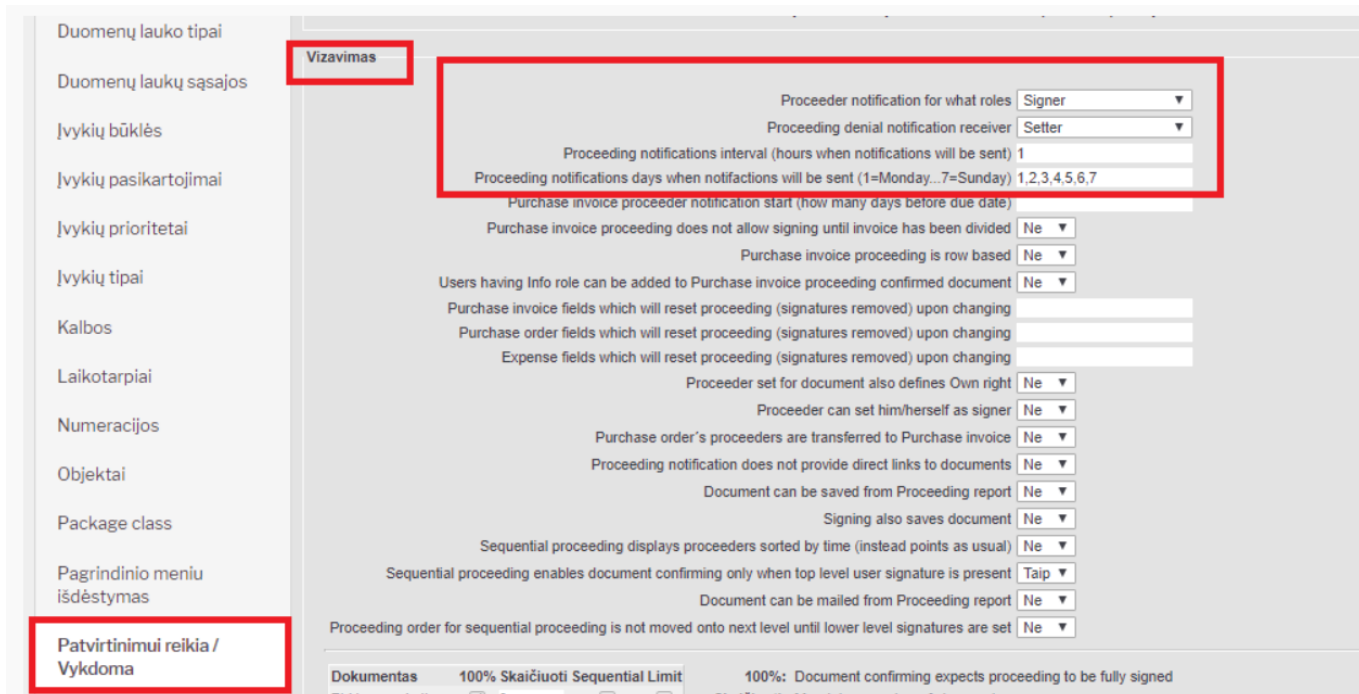 Duomenų lauko tipai
Duomenų laukų sąsajos
Įvykių būklės
Įvykių pasikartojimai
Įvykių prioritetai
Įvykių tipai
Kalbos
Laikotarpiai
Numeracijos
Objektai
Package class
Pagrindinio meniu
išdėstymas
Patvirtinimui reikia /
Vykdoma
Vizavimas
Proceeder notification for what roles Signer
Proceeding denial notification receiver Setter
Proceeding notifications interval (hours when notifications will be sent) 1
Proceeding notifications days when notifactions will be sent (1=Monday...7=Sunday) 1,2,3,4,5,6,7
Purchase invoice proceeder notification start (how many days before due date)
Purchase invoice proceeding does not allow signing until invoice has been divided Ne
Purchase invoice proceeding is row based Ne
Users having Info role can be added to Purchase invoice proceeding confirmed document Ne
Purchase invoice fields which will reset proceeding (signatures removed) upon changing
Purchase order fields which will reset proceeding (signatures removed) upon changing
Expense fields which will reset proceeding (signatures removed) upon changing
Proceeder set for document also defines Own right Ne
Proceeder can set him/herself as signer Ne
Purchase order´s proceeders are transferred to Purchase invoice Ne
Proceeding notification does not provide direct links to documents Ne
Document can be saved from Proceeding report Ne
Signing also saves document Ne
Sequential proceeding displays proceeders sorted by time (instead points as usual) Ne
Sequential proceeding enables document confirming only when top level user signature is present Taip
Document can be mailed from Proceeding report Ne
Proceeding order for sequential proceeding is not moved onto next level until lower level signatures are set Ne
Dokumentas 100% Skaičiuoti Sequential Limit 100%: Document confirming expects proceeding to be fully signed